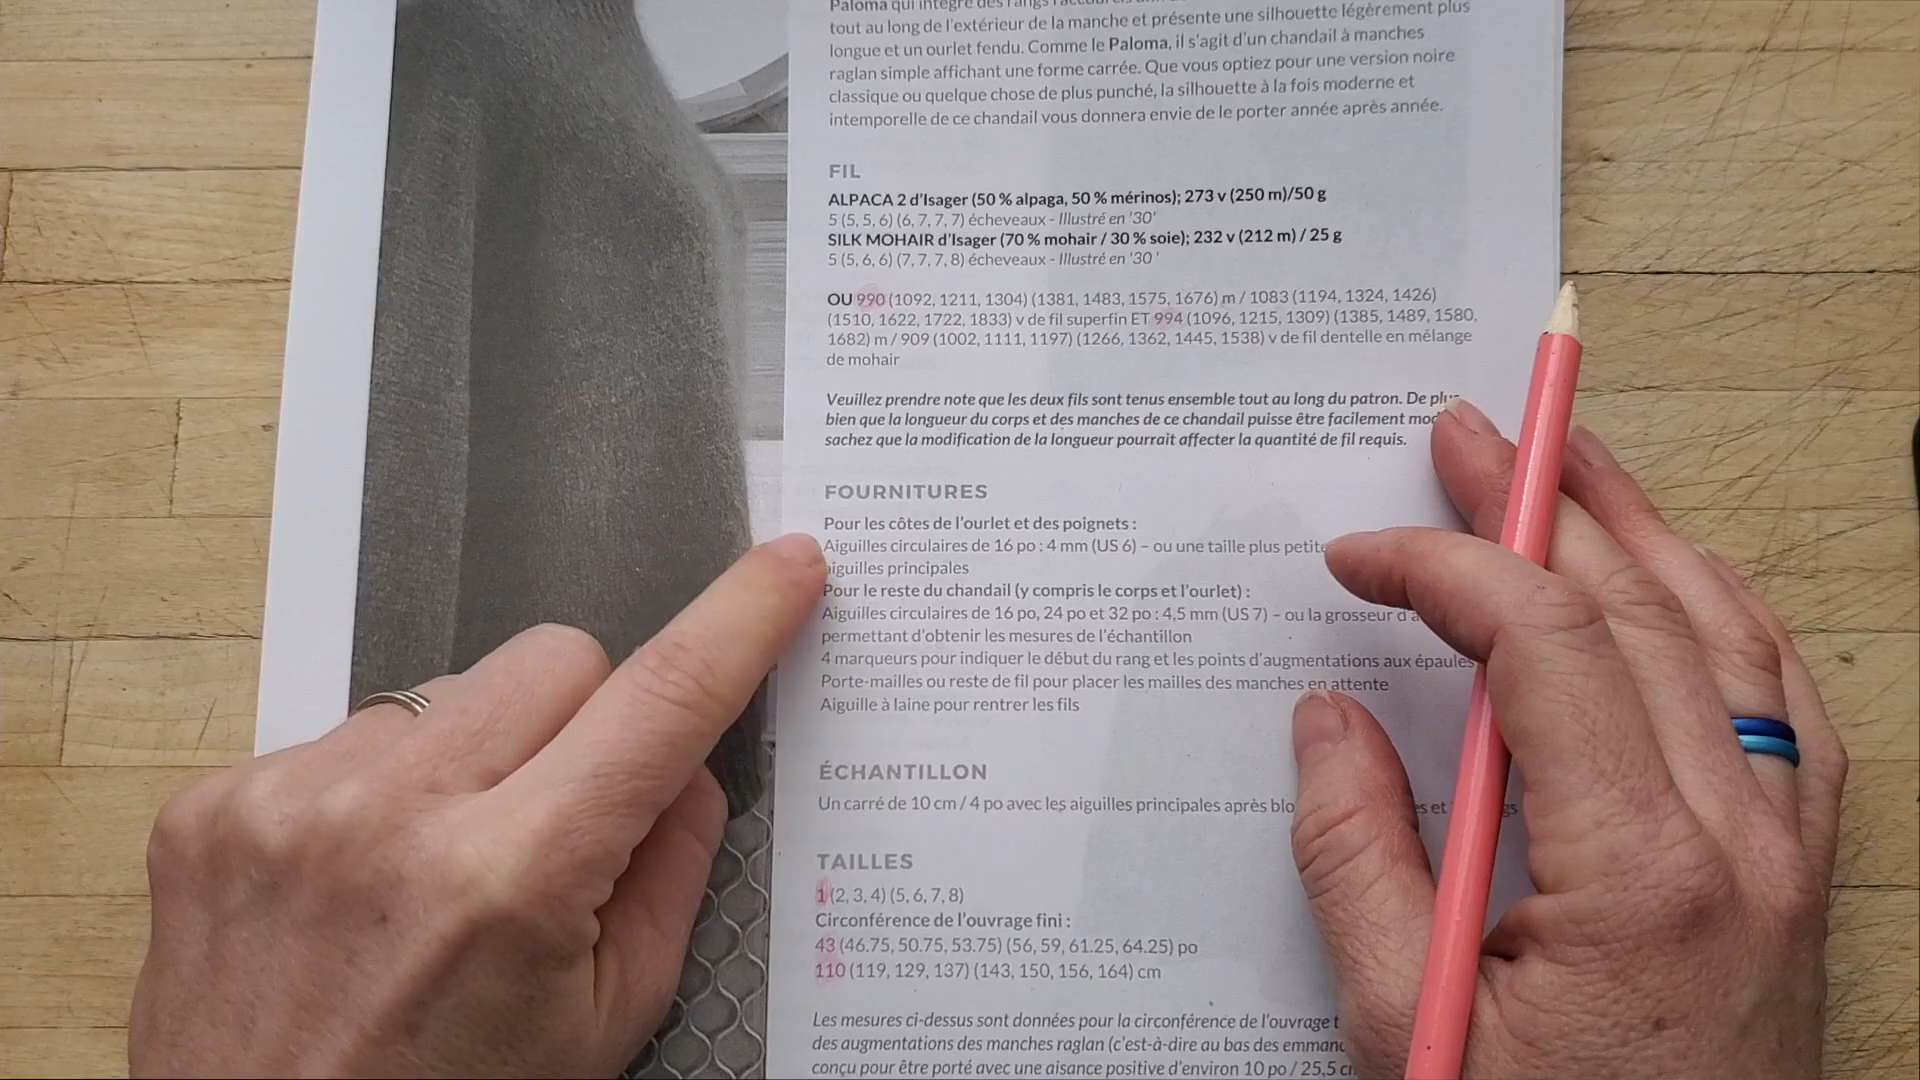 Paloma qui intègre des rangs
tout au long de l'extérieur de la manche et présente une silhouette légèrement plus
longue et un ourlet fendu. Comme le Paloma, il s'agit d'un chandail à manches
raglan simple affichant une forme carrée. Que vous optiez pour une version noire
classique ou quelque chose de plus punché, la silhouette à la fois moderne et
intemporelle de ce chandail vous donnera envie de le porter année après année.
FIL
ALPACA 2 d'Isager (50 % alpaga, 50 % mérinos); 273 v (250 m)/50 g
5 (5, 5, 6) (6, 7, 7, 7) écheveaux - Illustré en '30'
SILK MOHAIR d'Isager (70 % mohair / 30 % soie); 232 v (212 m) / 25 g
5 (5, 6, 6) (7, 7, 7, 8) écheveaux - Illustré en '30 '
OU 990 (1092, 1211, 1304) (1381, 1483, 1575, 1676) m / 1083 (1194, 1324, 1426)
(1510, 1622, 1722, 1833) v de fil superfin ET 994 (1096, 1215, 1309) (1385, 1489, 1580,
1682) m / 909 (1002, 1111, 1197) (1266, 1362, 1445, 1538) v de fil dentelle en mélange
de mohair
Veuillez prendre note que les deux fils sont tenus ensemble tout au long du patron. De
bien que la longueur du corps et des manches de ce chandail puisse être facilement
sachez que la modification de la longueur pourrait affecter la quantité de fil requis.
FOURNITURES
Pour les côtes de l'ourlet et des poignets :
Aiguilles circulaires de 16 po : 4 mm (US 6) – ou une taille plus petite
aiguilles principales
Pour le reste du chandail (y compris le corps et l'ourlet) :
Aiguilles circulaires de 16 po, 24 po et 32 po : 4,5 mm (US 7) – ou la grosseur
permettant d'obtenir les mesures de l'échantillon
4 marqueurs pour indiquer le début du rang et les points d'augmentations aux épaules
Porte-mailles ou reste de fil pour placer les mailles des manches en attente
Aiguille à laine pour rentrer les fils
ÉCHANTILLON
Un carré de 10 cm / 4 po avec les aiguilles principales après et
TAILLES
1 (2, 3, 4) (5, 6, 7, 8)
Circonférence de l'ouvrage fini :
43 (46.75, 50.75, 53.75) (56, 59, 61.25, 64.25) po
110 (119, 129, 137) (143, 150, 156, 164) cm
Les mesures ci-dessus sont données pour la circonférence de l'ouvrage
des augmentations des manches raglan (c'est-à-dire au bas des
conçu pour être porté avec une aisance positive d'environ 10 po / 25,5